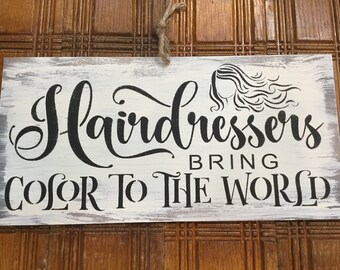 Hairdressers
BRING
COLOR TO THE WORLD